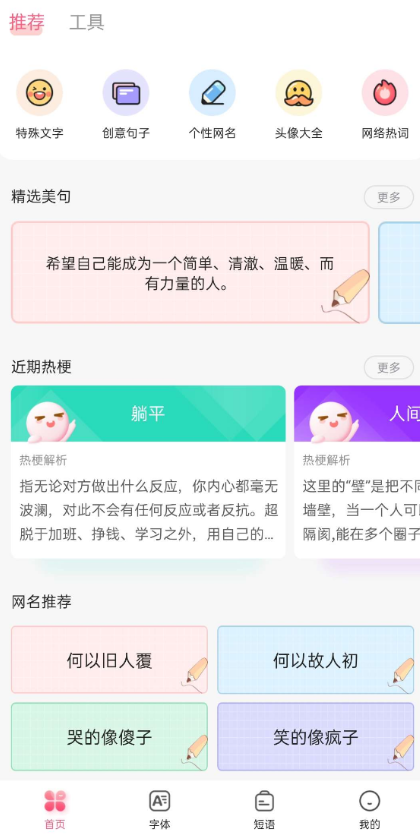 推荐 工具
特殊文字 创意句子 个性网名 头像大全 网络热词
精选美句 更多
希望自己能成为一个简单、清澈、温暖、而
有力量的人。
近期热梗 更多
躺平 人间
热梗解析 热梗解析
指无论对方做出什么反应，你内心都毫无 这里的“壁”是把不同
波澜，对此不会有任何反应或者反抗。超 墙壁，当一个人可
脱于加班、挣钱、学习之外，用自己的... 隔阂,能在多个圈子
网名推荐
何以旧人覆 何以故人初
哭的像傻子 笑的像疯子
首页 字体 短语 我的